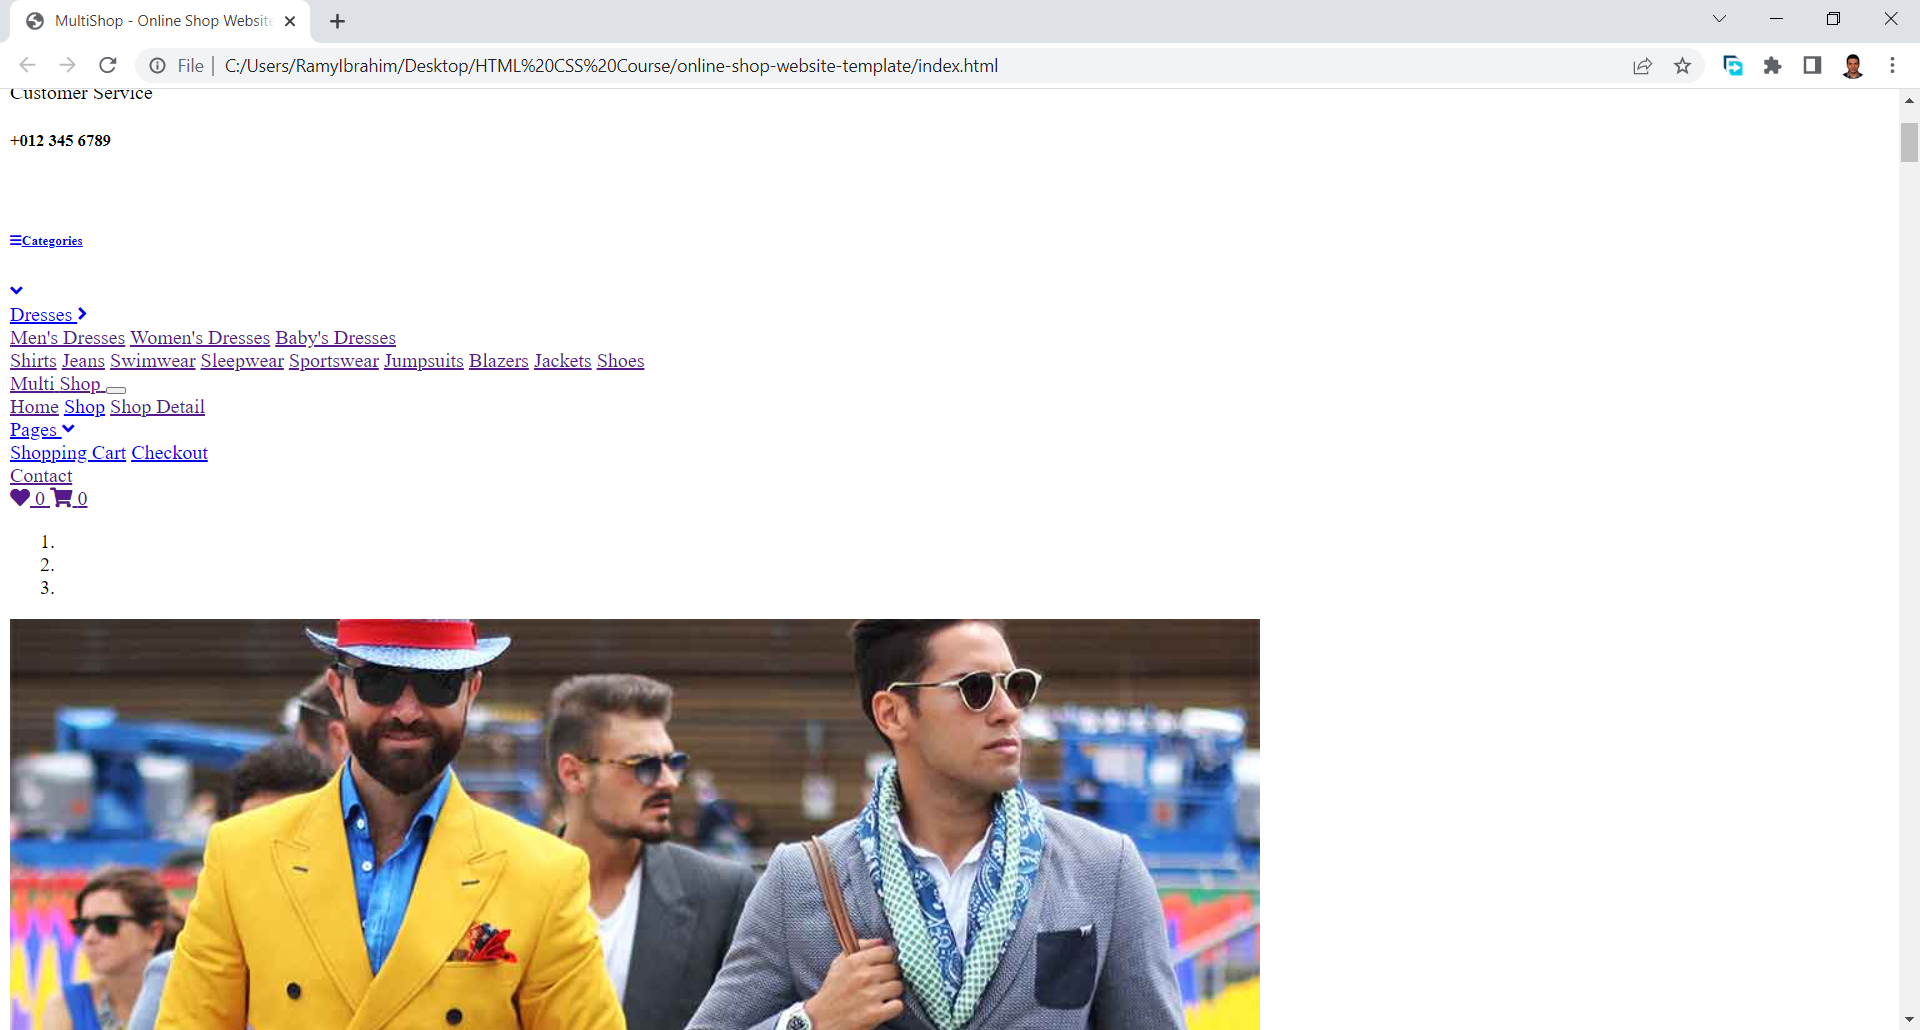 MultiShop - Online Shop Website
File | C:/Users/RamyIbrahim/Desktop/HTML%20CSS%20Course/online-shop-website-template/index.html
Customer Service
+012 345 6789
Categories
Dresses
Men's Dresses Women's Dresses Baby's Dresses
Shirts Jeans Swimwear Sleepwear Sportswear Jumpsuits Blazers Jackets Shoes
Multi Shop
Home Shop Shop Detail
Pages
Shopping Cart Checkout
Contact
0 0
1.
2.
3.